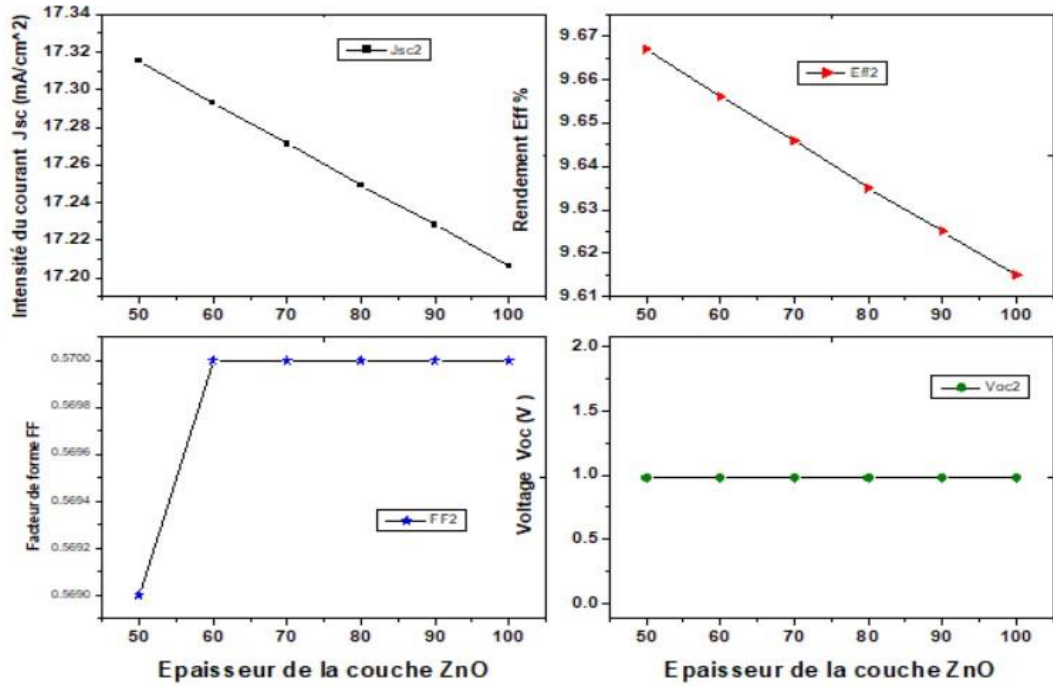 Intensité du courant Jsc (mA/cm^2)
17.34
17.32
17.30
17.28
17.26
17.24
17.22
17.20
Jsc2
50 60 70 80 90 100
Rendement Eff %
9.67
9.66
9.65
9.64
9.63
9.62
9.61
Eff2
50 60 70 80 90 100
Facteur de forme FF
0.5700
0.5698
0.5696
0.5694
0.5692
0.5690
FF2
50 60 70 80 90 100
Epaisseur de la couche ZnO
Voltage Voc (V)
2.0
1.5
1.0
0.5
0.0
Vac2
50 60 70 80 90 100
Epaisseur de la couche ZnO